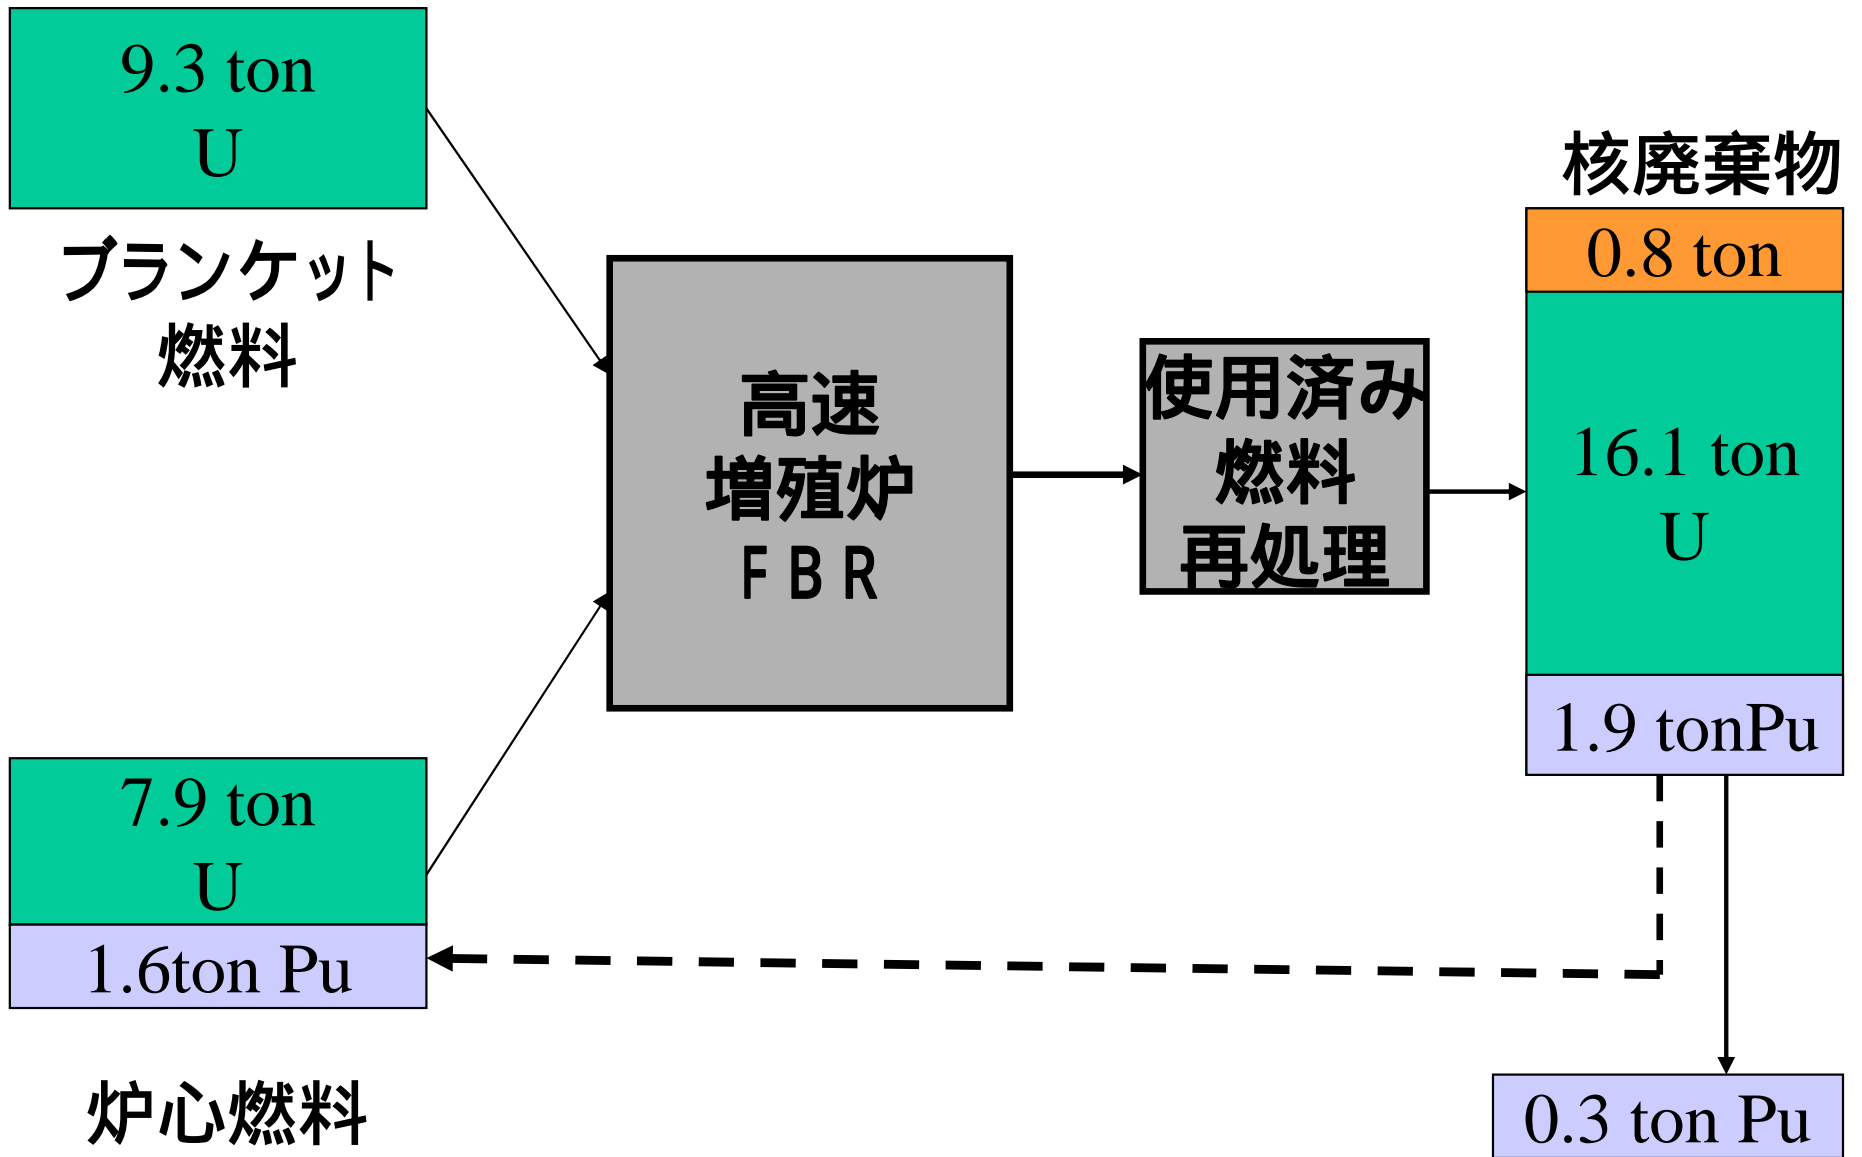 9.3 ton
U
ブランケット
燃料
7.9 ton
U
1.6ton Pu
炉心燃料
高速
増殖炉
ＦＢＲ
使用済み
燃料
再処理
核廃棄物
0.8 ton
16.1 ton
U
1.9 tonPu
0.3 ton Pu